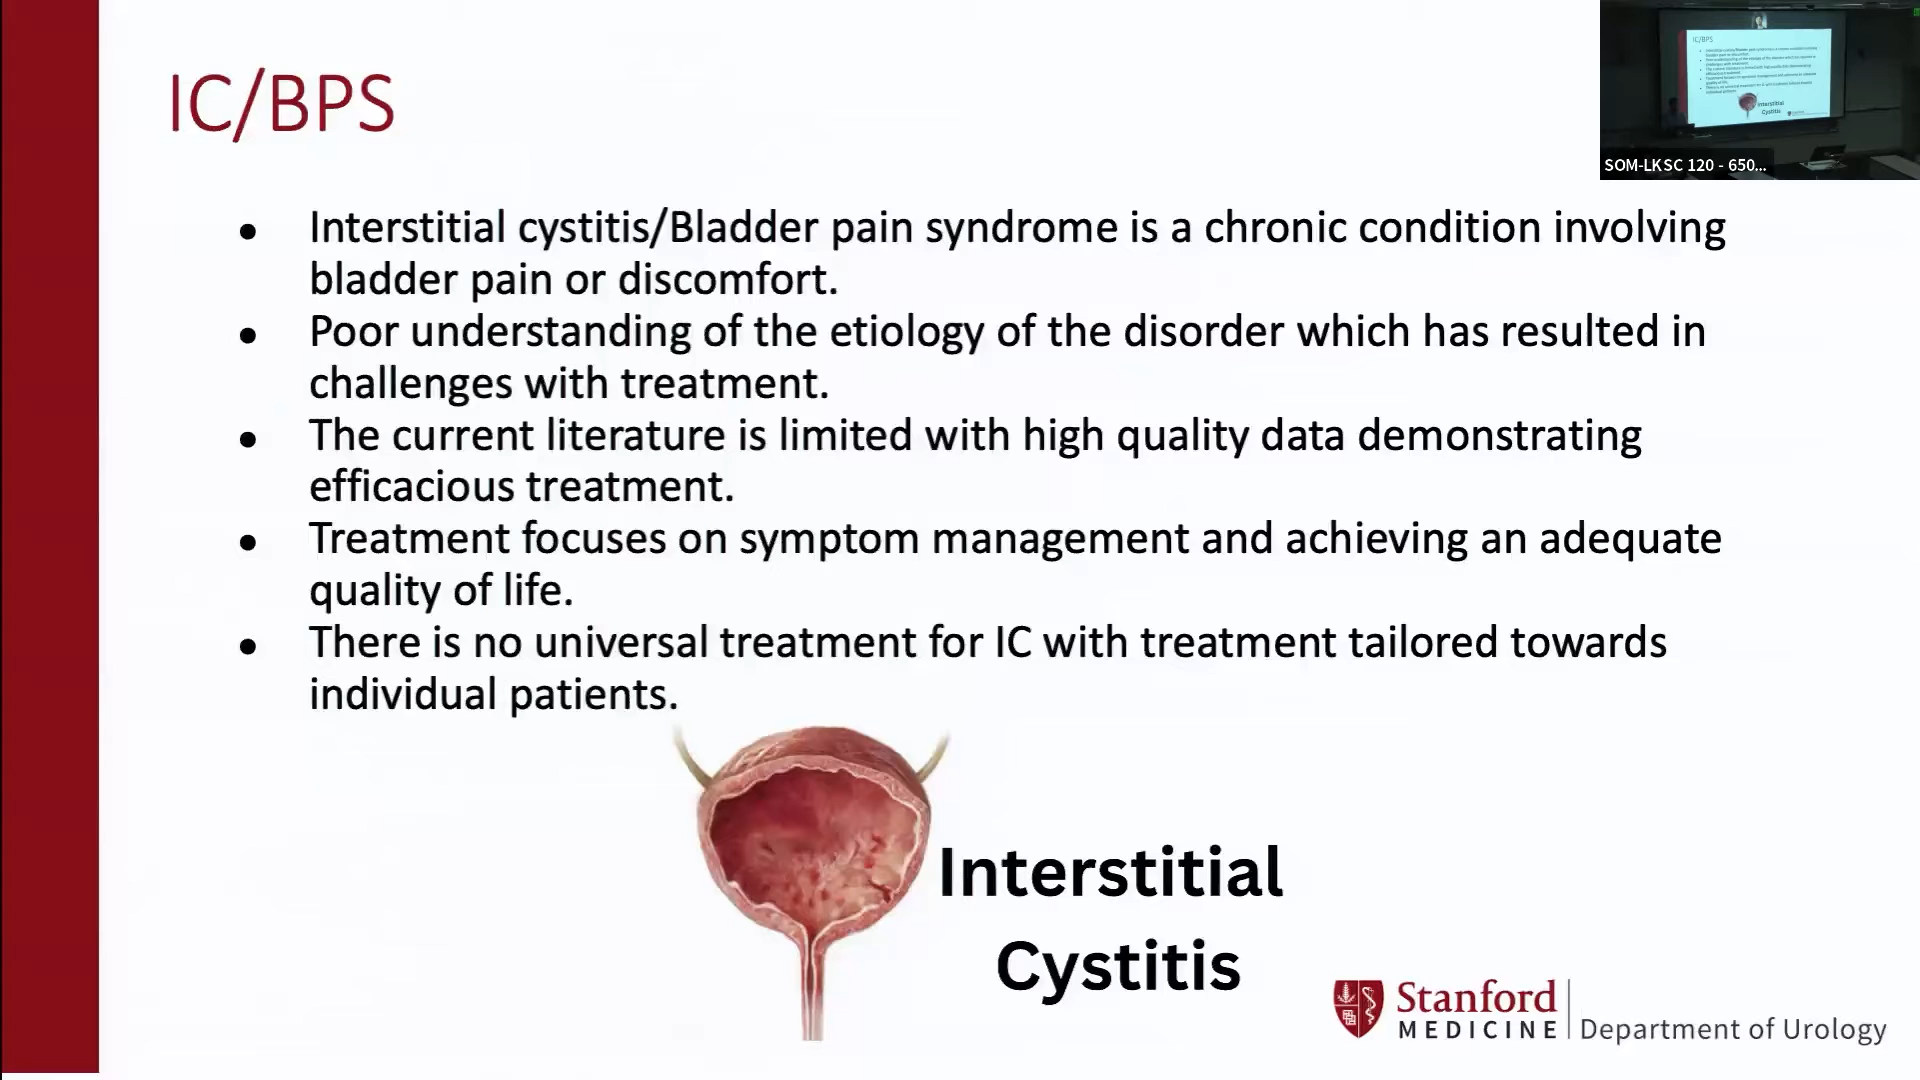 IC/BPS
SOM-LKSC 120 - 650...
• Interstitial cystitis/Bladder pain syndrome is a chronic condition involving
bladder pain or discomfort.
• Poor understanding of the etiology of the disorder which has resulted in
challenges with treatment.
• The current literature is limited with high quality data demonstrating
efficacious treatment.
• Treatment focuses on symptom management and achieving an adequate
quality of life.
• There is no universal treatment for IC with treatment tailored towards
individual patients.
Interstitial
Cystitis
Stanford
MEDICINE
Department of Urology